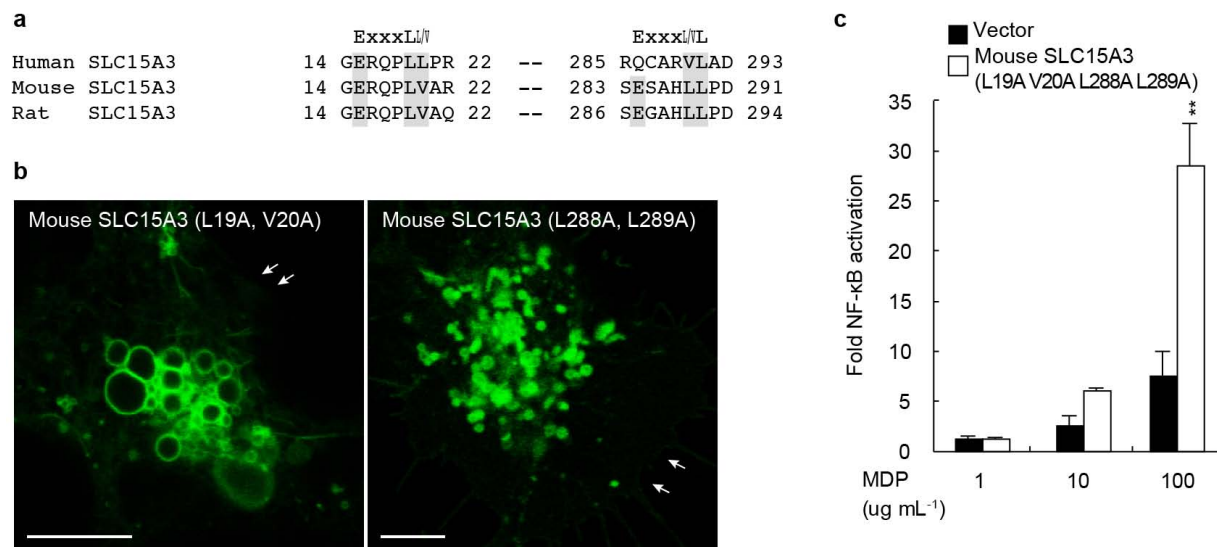 a
ExxxLL/V ExxxL/VL
Human SLC15A3 14 GERQPLLPR 22 -- 285 RQCARVLAD 293
Mouse SLC15A3 14 GERQPLVAR 22 -- 283 SESAHLLPD 291
Rat SLC15A3 14 GERQPLVAQ 22 -- 286 SEGAHLLPD 294
b
Mouse SLC15A3 (L19A, V20A)
Mouse SLC15A3 (L288A, L289A)
c
Vector
Mouse SLC15A3
(L19A V20A L288A L289A)
Fold NF-κB activation
35
30
25
20
15
10
5
0
**
MDP 1 10 100
(ug mL⁻¹)